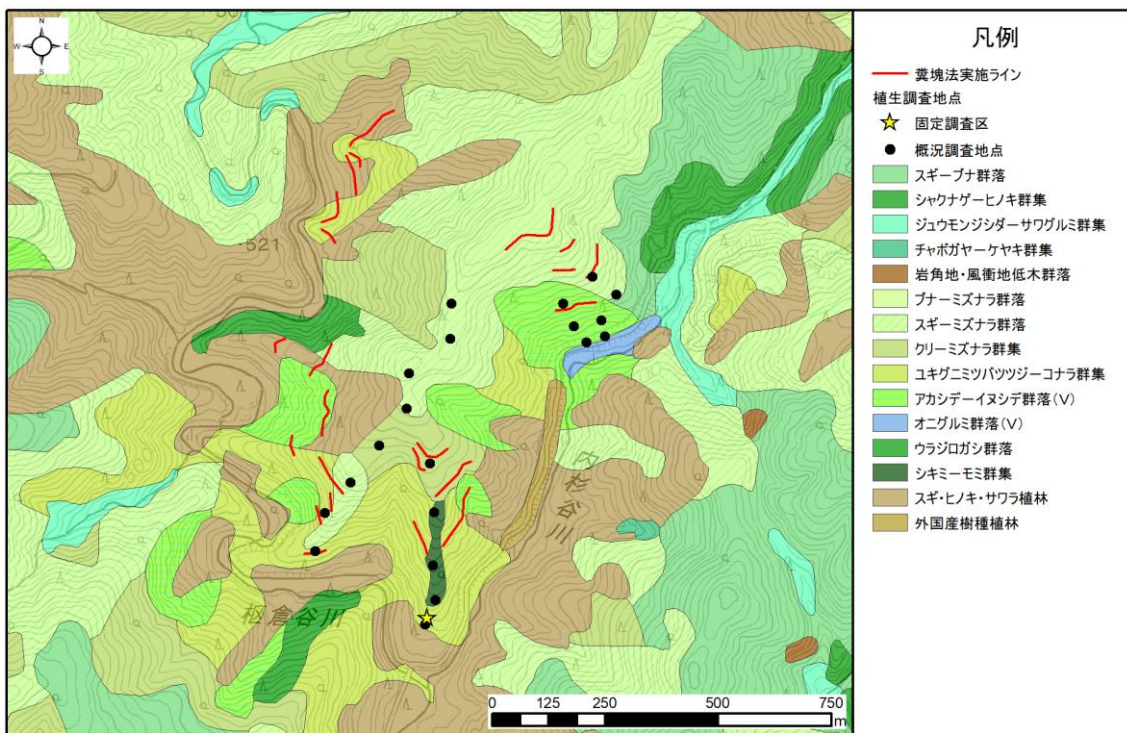 N
W
E
S
50
521
内杉谷川
枢倉谷川
0 125 250 500 750
m
凡例
糞塊法実施ライン
植生調査地点
固定調査区
概況調査地点
スギーブナ群落
シャクナゲーヒノキ群集
ジュウモンジシダーサワグルミ群集
チャボガヤーケヤキ群集
岩角地・風衝地低木群落
ブナーミズナラ群落
スギーミズナラ群落
クリーミズナラ群集
ユキグニミツバツツジーコナラ群集
アカシデーイヌシデ群落(V)
オニグルミ群落(V)
ウラジロガシ群落
シキミーモミ群集
スギ・ヒノキ・サワラ植林
外国産樹種植林